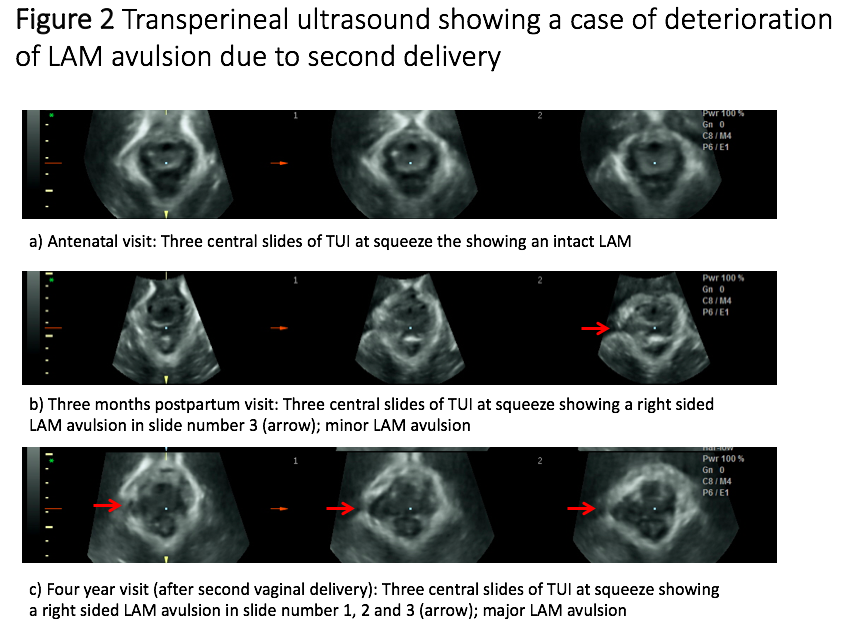 Figure 2 Transperineal ultrasound showing a case of deterioration
of LAM avulsion due to second delivery
1
2
Pwr 100 %
Gn 0
C8 / M4
P6 / E1
a) Antenatal visit: Three central slides of TUI at squeeze the showing an intact LAM
1
2
Pwr 100 %
Gn 0
C8 / M4
P6 / E1
b) Three months postpartum visit: Three central slides of TUI at squeeze showing a right sided
LAM avulsion in slide number 3 (arrow); minor LAM avulsion
1
2
Pwr 100 %
Gn 0
C8 / M4
P6 / E1
c) Four year visit (after second vaginal delivery): Three central slides of TUI at squeeze showing
a right sided LAM avulsion in slide number 1, 2 and 3 (arrow); major LAM avulsion